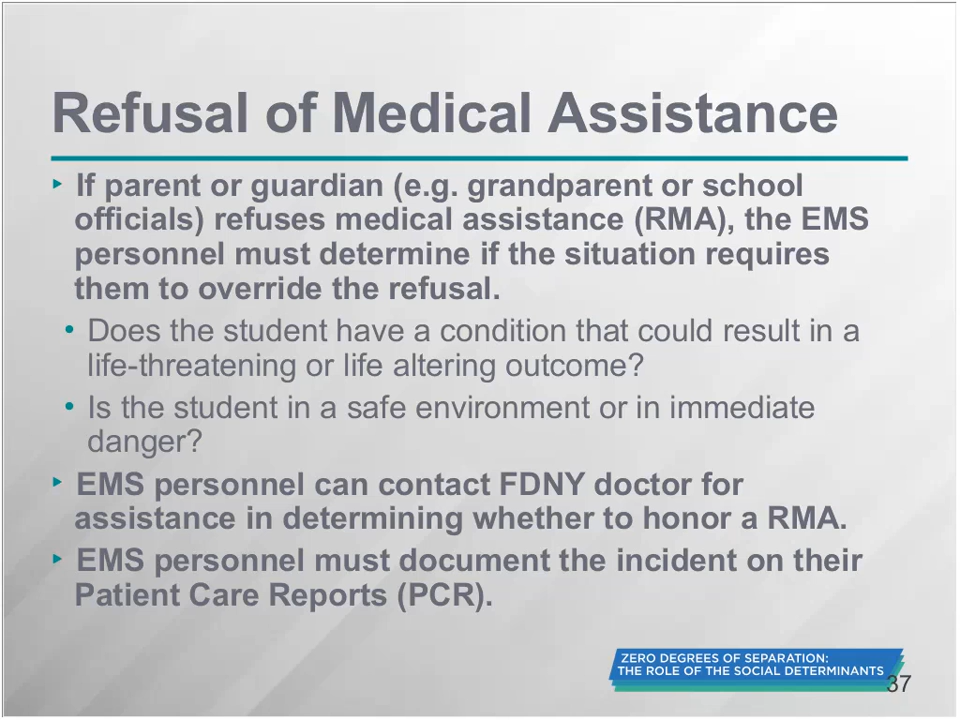 Refusal of Medical Assistance
‣ If parent or guardian (e.g. grandparent or school
officials) refuses medical assistance (RMA), the EMS
personnel must determine if the situation requires
them to override the refusal.
• Does the student have a condition that could result in a
life-threatening or life altering outcome?
• Is the student in a safe environment or in immediate
danger?
‣ EMS personnel can contact FDNY doctor for
assistance in determining whether to honor a RMA.
‣ EMS personnel must document the incident on their
Patient Care Reports (PCR).
ZERO DEGREES OF SEPARATION:
THE ROLE OF THE SOCIAL DETERMINANTS
37